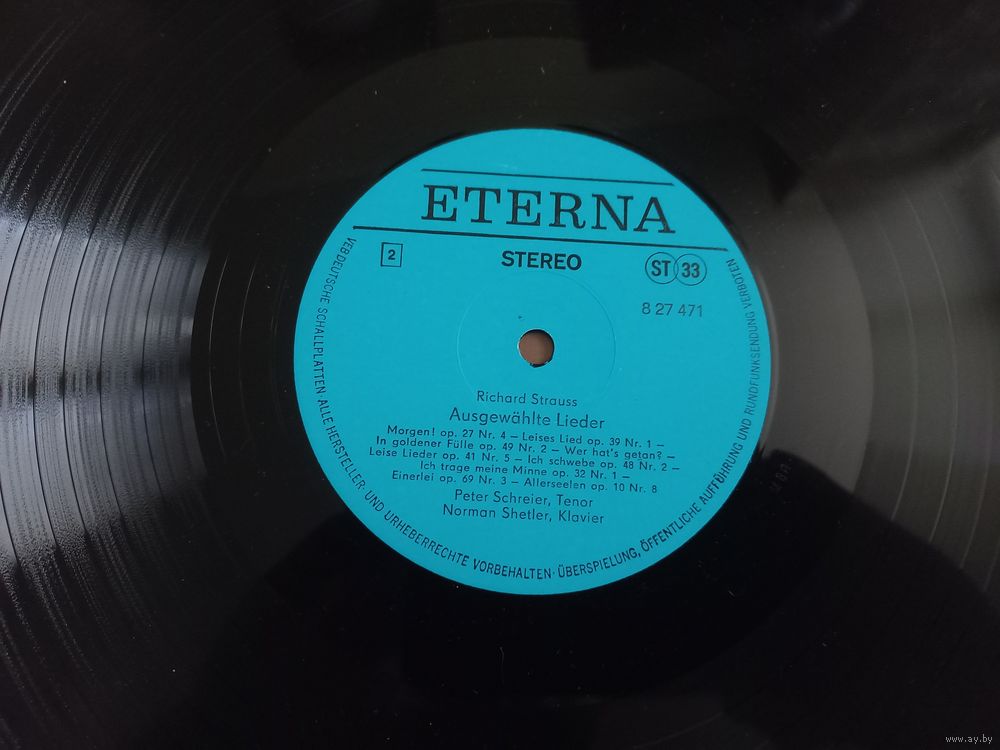 ETERNA
2
STEREO
ST 33
8 27 471
Richard Strauss
Ausgewählte Lieder
Morgen! op. 27 Nr. 4 – Leises Lied op. 39 Nr. 1 –
In goldener Fülle op. 49 Nr. 2 – Wer hat's getan? –
Leise Lieder op. 41 Nr. 5 – Ich schwebe op. 48 Nr. 2 –
Ich trage meine Minne op. 32 Nr. 1 –
Einerlei op. 69 Nr. 3 – Allerseelen op. 10 Nr. 8
Peter Schreier, Tenor
Norman Shetler, Klavier
VEB DEUTSCHE SCHALLPLATTEN · ALLE HERSTELLER- UND URHEBERRECHTE VORBEHALTEN · ÜBERSPIELUNG, ÖFFENTLICHE AUFFÜHRUNG UND RUNDFUNKSENDUNG VERBOTEN
www.ay.by